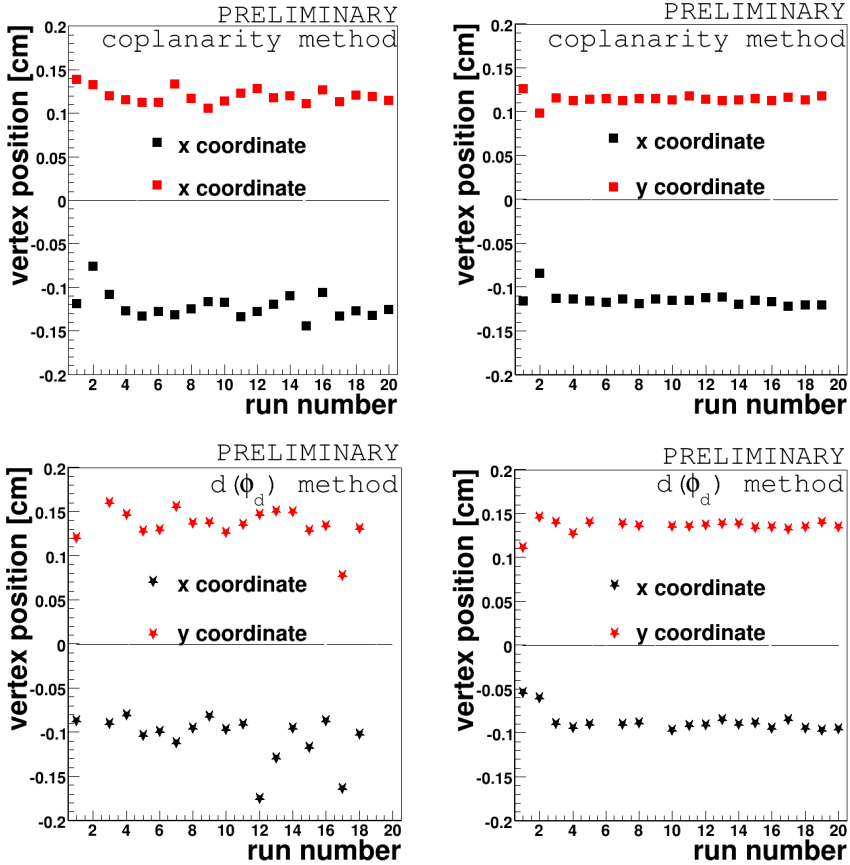 PRELIMINARY
coplanarity method
vertex position [cm]
0.2
0.15
0.1
0.05
0
-0.05
-0.1
-0.15
-0.2
x coordinate
x coordinate
2 4 6 8 10 12 14 16 18 20
run number
PRELIMINARY
coplanarity method
vertex position [cm]
0.2
0.15
0.1
0.05
0
-0.05
-0.1
-0.15
-0.2
x coordinate
y coordinate
2 4 6 8 10 12 14 16 18 20
run number
PRELIMINARY
d(ϕd) method
vertex position [cm]
0.2
0.15
0.1
0.05
0
-0.05
-0.1
-0.15
-0.2
x coordinate
y coordinate
2 4 6 8 10 12 14 16 18 20
run number
PRELIMINARY
d(ϕd) method
vertex position [cm]
0.2
0.15
0.1
0.05
0
-0.05
-0.1
-0.15
-0.2
x coordinate
y coordinate
2 4 6 8 10 12 14 16 18 20
run number